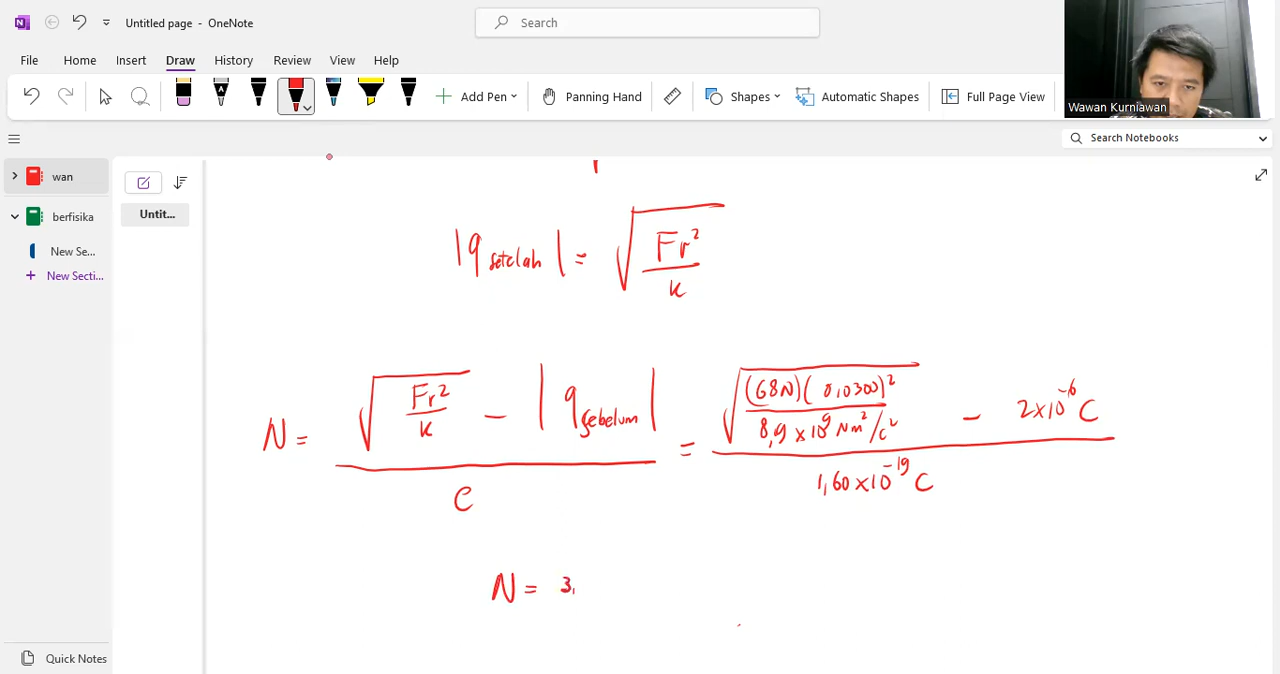 Untitled page - OneNote
Search
Wawan Kurniawan
File Home Insert Draw History Review View Help
Add Pen Panning Hand Shapes Automatic Shapes Full Page View
Search Notebooks
wan
berfisika
New Se...
New Secti...
Quick Notes
Untit...
|q setelah| = √(Fr²/k)
N = (√(Fr²/k) - |q sebelum|)/e = (√((68N)(0,0300)²/(8,9×10⁹ Nm²/c²)) - 2×10⁻⁶ C)/(1,60×10⁻¹⁹ C)
N = 3,